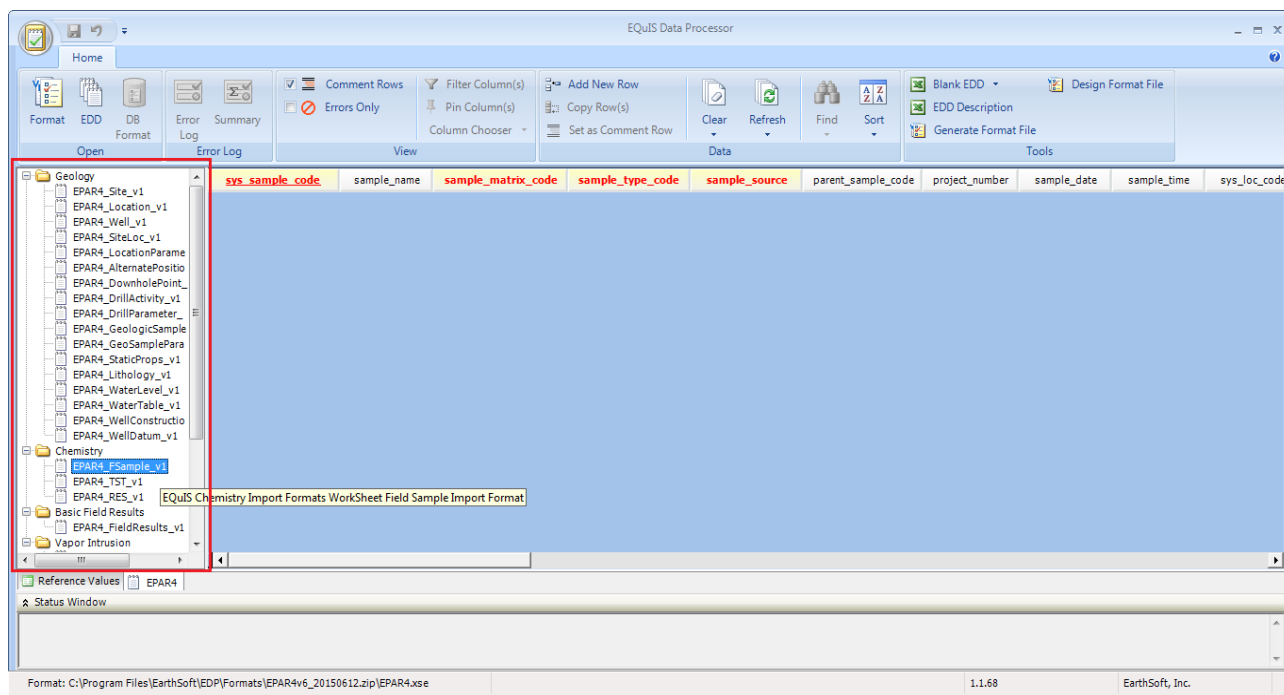 EQuIS Data Processor
Home
Format
EDD
DB Format
Error Log
Summary
Comment Rows
Errors Only
Filter Column(s)
Pin Column(s)
Column Chooser
Add New Row
Copy Row(s)
Set as Comment Row
Clear
Refresh
Find
Sort
Blank EDD
EDD Description
Generate Format File
Design Format File
Open
Error Log
View
Data
Tools
Geology
EPAR4_Site_v1
EPAR4_Location_v1
EPAR4_Well_v1
EPAR4_SiteLoc_v1
EPAR4_LocationParame
EPAR4_AlternatePositio
EPAR4_DownholePoint_
EPAR4_DrillActivity_v1
EPAR4_DrillParameter_
EPAR4_GeologicSample
EPAR4_GeoSamplePara
EPAR4_StaticProps_v1
EPAR4_Lithology_v1
EPAR4_WaterLevel_v1
EPAR4_WaterTable_v1
EPAR4_WellConstructio
EPAR4_WellDatum_v1
Chemistry
EPAR4_FSample_v1
EPAR4_TST_v1
EPAR4_RES_v1
Basic Field Results
EPAR4_FieldResults_v1
Vapor Intrusion
sys_sample_code sample_name sample_matrix_code sample_type_code sample_source parent_sample_code project_number sample_date sample_time sys_loc_code
EQuIS Chemistry Import Formats WorkSheet Field Sample Import Format
Reference Values
EPAR4
Status Window
Format: C:\Program Files\EarthSoft\EDP\Formats\EPAR4v6_20150612.zip\EPAR4.xse
1.1.68
EarthSoft, Inc.